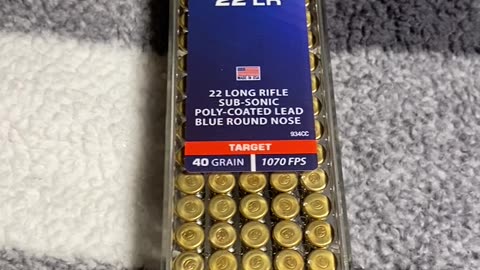 22 LR
MADE IN USA
22 LONG RIFLE
SUB-SONIC
POLY-COATED LEAD
BLUE ROUND NOSE
934CC
TARGET
40 GRAIN 1070 FPS